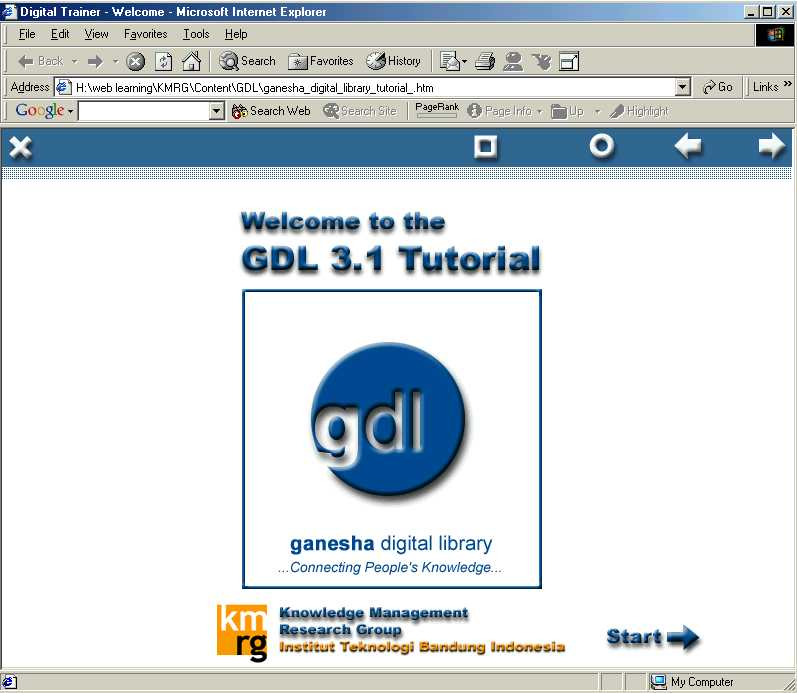 Digital Trainer - Welcome - Microsoft Internet Explorer
File Edit View Favorites Tools Help
Back Search Favorites History
Address H:\web learning\KMRG\Content\GDL\ganesha_digital_library_tutorial_.htm Go Links »
Google Search Web Search Site PageRank Page Info Up Highlight
Welcome to the
GDL 3.1 Tutorial
gdl
ganesha digital library
...Connecting People's Knowledge...
km
rg
Knowledge Management
Research Group
Institut Teknologi Bandung Indonesia
Start
My Computer